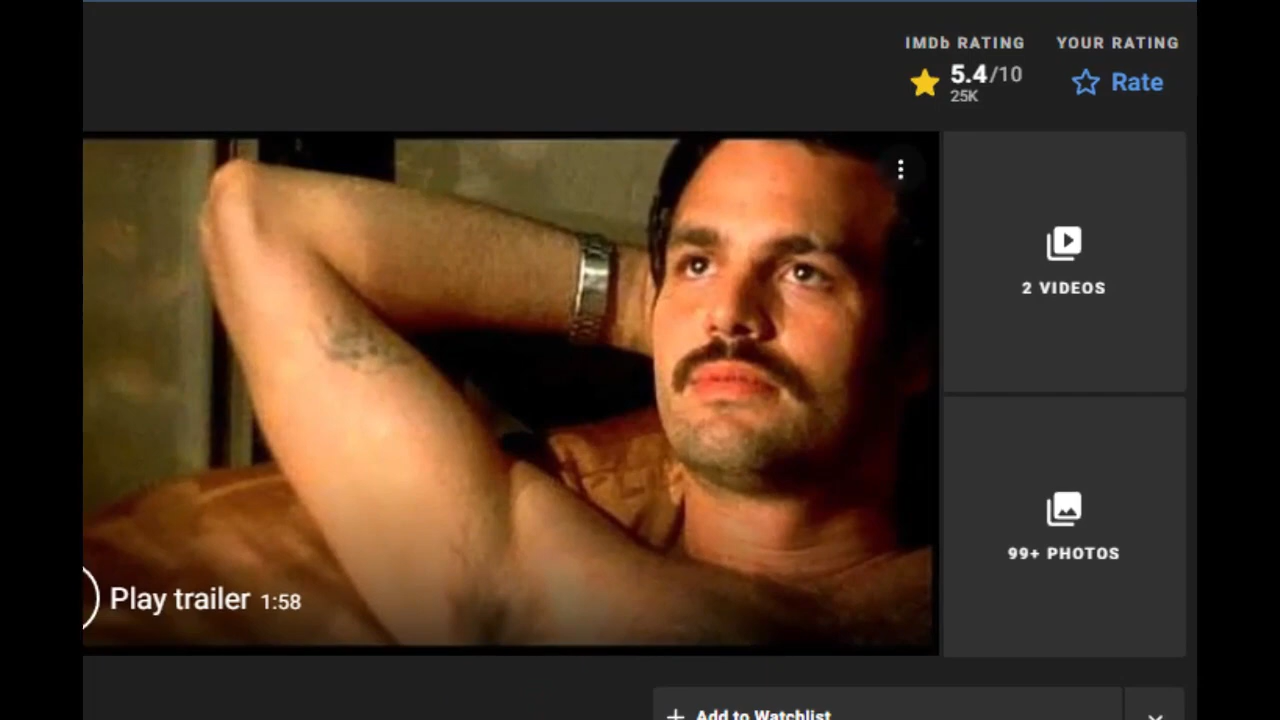 IMDb RATING
YOUR RATING
5.4/10
25K
Rate
2 VIDEOS
99+ PHOTOS
Play trailer 1:58
Add to Watchlist